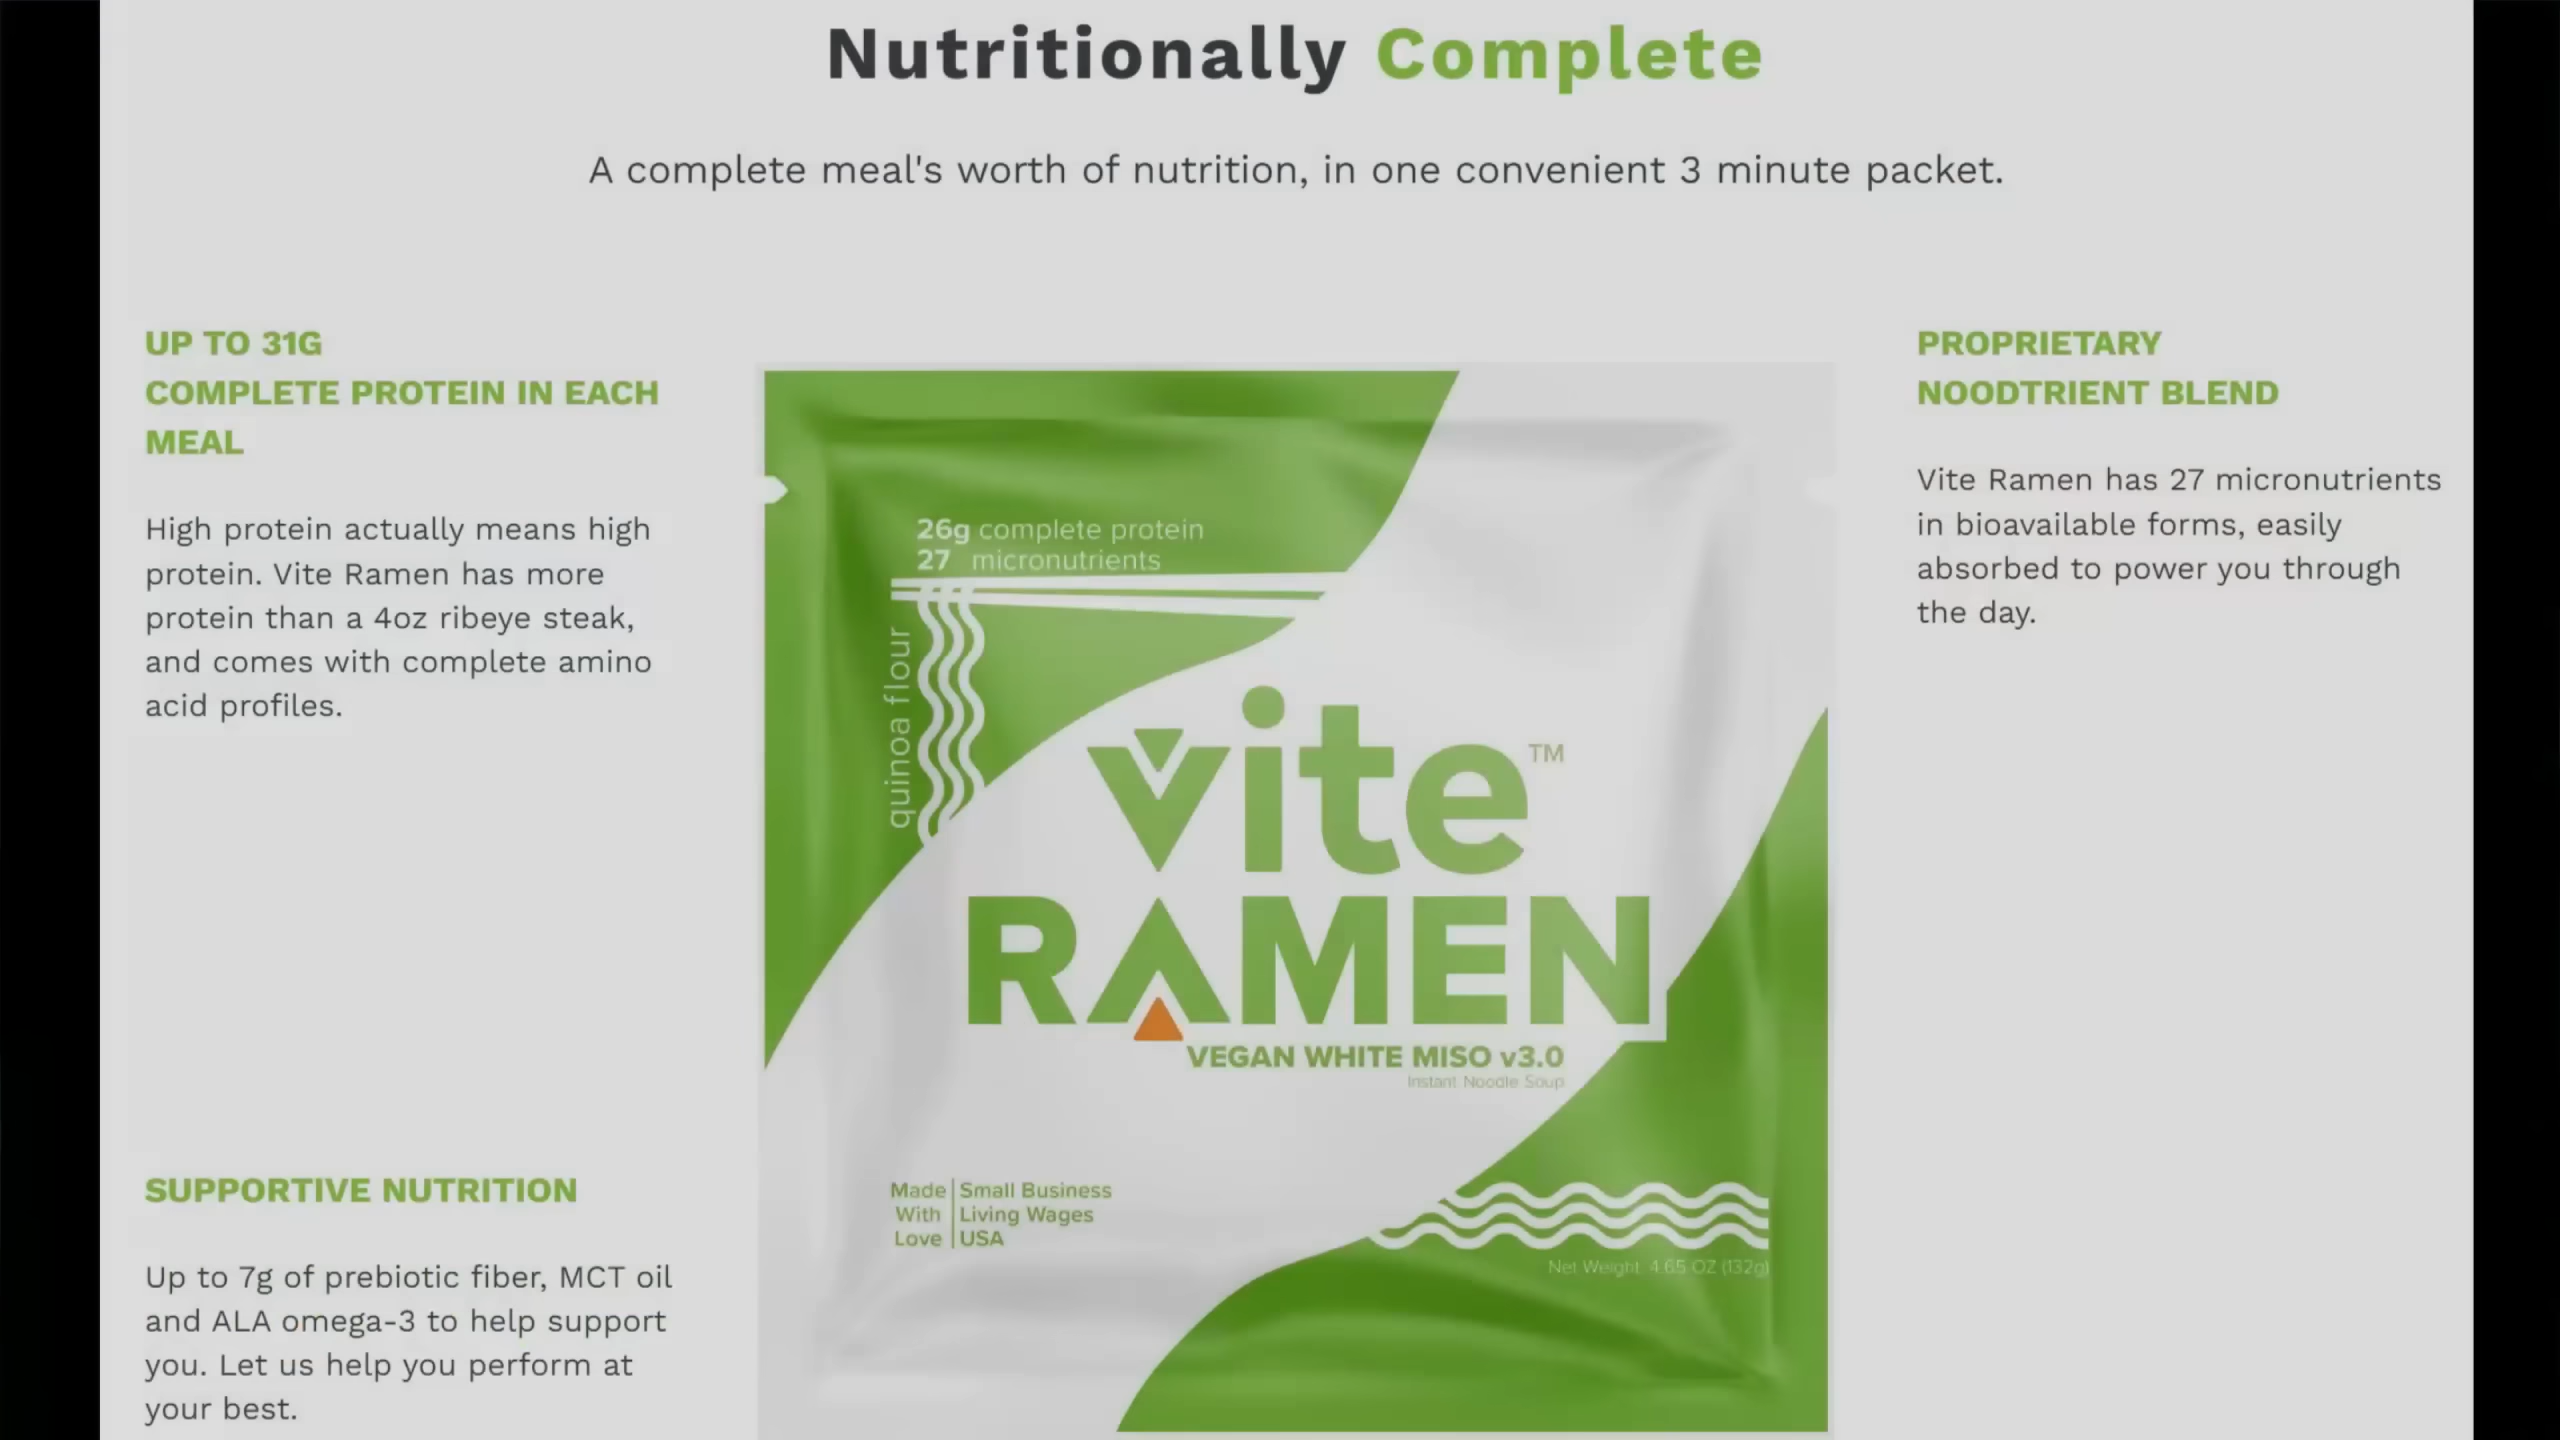 Nutritionally Complete
A complete meal's worth of nutrition, in one convenient 3 minute packet.
UP TO 31G
COMPLETE PROTEIN IN EACH
MEAL
High protein actually means high
protein. Vite Ramen has more
protein than a 4oz ribeye steak,
and comes with complete amino
acid profiles.
SUPPORTIVE NUTRITION
Up to 7g of prebiotic fiber, MCT oil
and ALA omega-3 to help support
you. Let us help you perform at
your best.
26g complete protein
27 micronutrients
quinoa flour
vite™
RAMEN
VEGAN WHITE MISO v3.0
Instant Noodle Soup
Made | Small Business
With | Living Wages
Love | USA
Net Weight 4.65 OZ (132g)
PROPRIETARY
NOODTRIENT BLEND
Vite Ramen has 27 micronutrients
in bioavailable forms, easily
absorbed to power you through
the day.